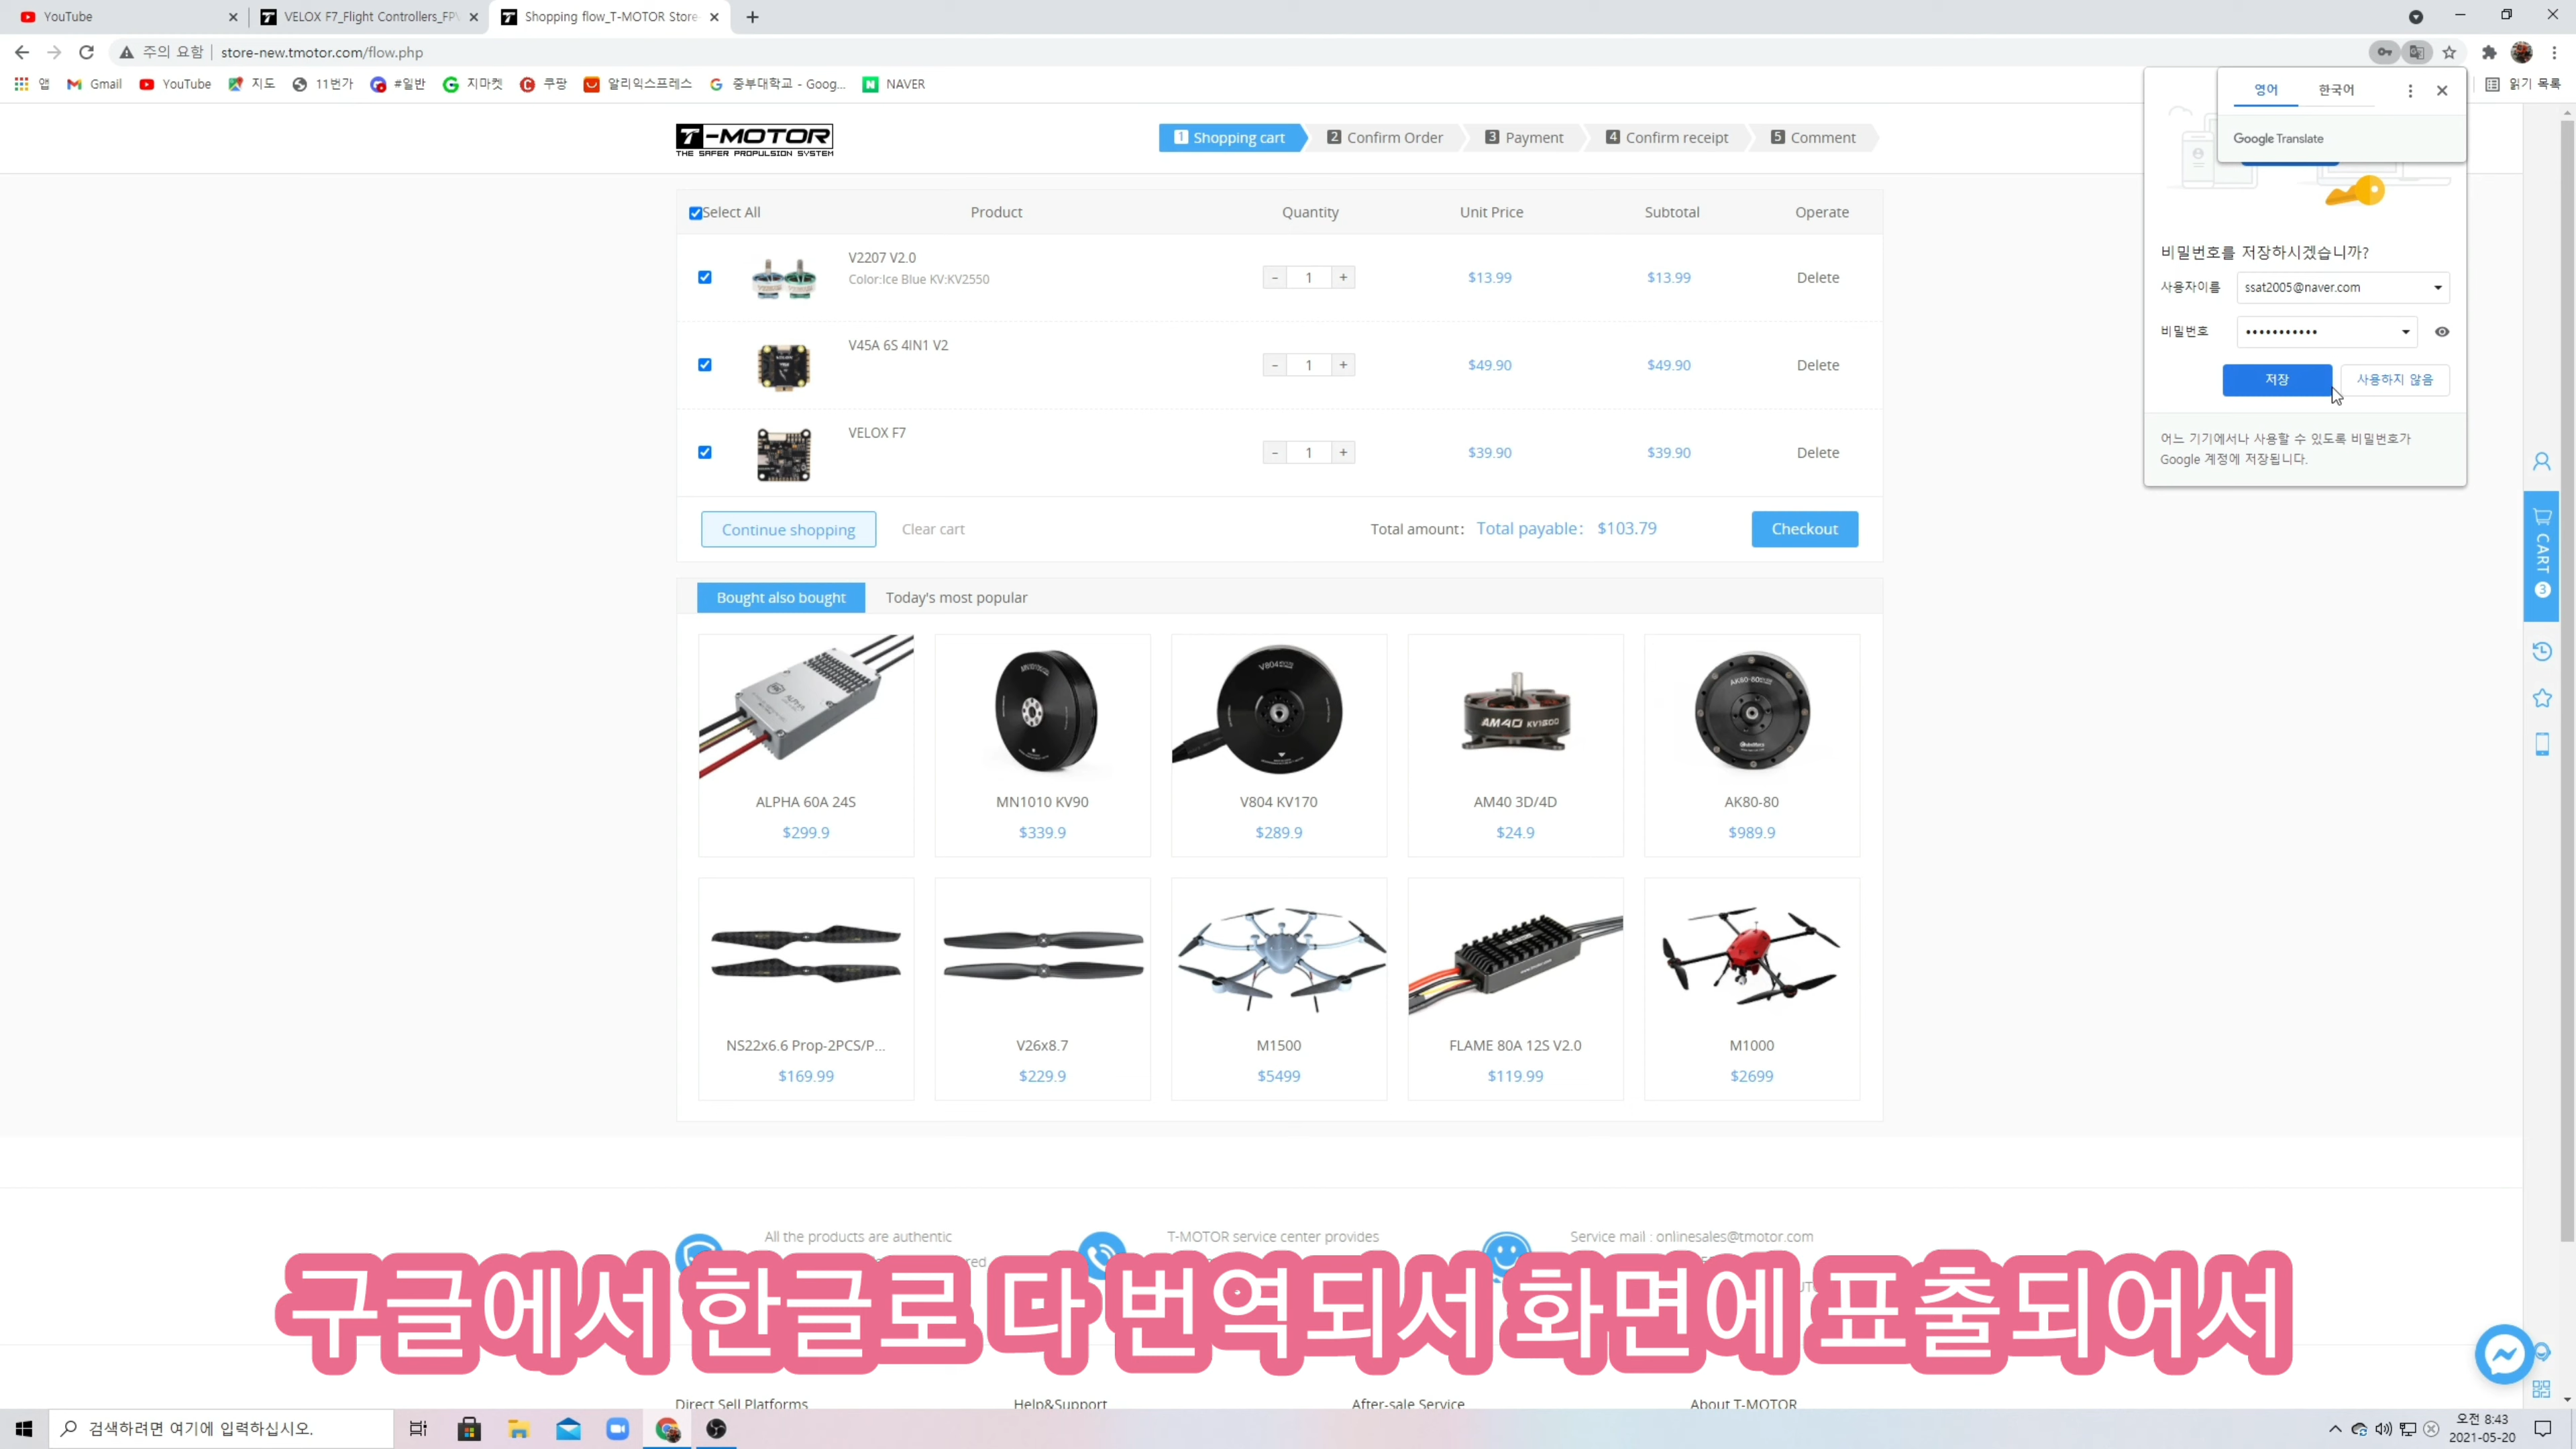 YouTube
VELOX F7_Flight Controllers_FPV
Shopping flow_T-MOTOR Store
주의 요함
store-new.tmotor.com/flow.php
앱
Gmail
YouTube
지도
11번가
#일반
지마켓
쿠팡
알리익스프레스
중부대학교 - Goog...
NAVER
읽기 목록
영어
한국어
Google Translate
비밀번호를 저장하시겠습니까?
사용자이름
ssat2005@naver.com
비밀번호
•••••••••••
저장
사용하지 않음
어느 기기에서나 사용할 수 있도록 비밀번호가
Google 계정에 저장됩니다.
T-MOTOR
THE SAFER PROPULSION SYSTEM
1 Shopping cart
2 Confirm Order
3 Payment
4 Confirm receipt
5 Comment
Select All
Product
Quantity
Unit Price
Subtotal
Operate
V2207 V2.0
Color:Ice Blue KV:KV2550
- 1 +
$13.99
$13.99
Delete
V45A 6S 4IN1 V2
- 1 +
$49.90
$49.90
Delete
VELOX F7
- 1 +
$39.90
$39.90
Delete
Continue shopping
Clear cart
Total amount: Total payable: $103.79
Checkout
CART
3
Bought also bought
Today's most popular
ALPHA 60A 24S
$299.9
MN1010 KV90
$339.9
V804 KV170
$289.9
AM40 KV1600
AM40 3D/4D
$24.9
AK80-80
$989.9
NS22x6.6 Prop-2PCS/P...
$169.99
V26x8.7
$229.9
M1500
$5499
FLAME 80A 12S V2.0
$119.99
M1000
$2699
All the products are authentic
T-MOTOR service center provides
Service mail : onlinesales@tmotor.com
구글에서 한글로 다 번역되서 화면에 표출되어서
Direct Sell Platforms
Help&Support
After-sale Service
About T-MOTOR
검색하려면 여기에 입력하십시오.
오전 8:43
2021-05-20